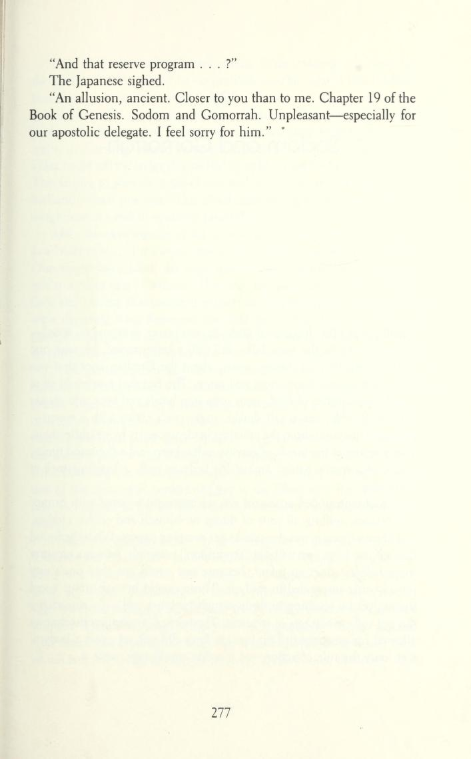 “And that reserve program . . . ?”
The Japanese sighed.
“An allusion, ancient. Closer to you than to me. Chapter 19 of the
Book of Genesis. Sodom and Gomorrah. Unpleasant—especially for
our apostolic delegate. I feel sorry for him.”
277